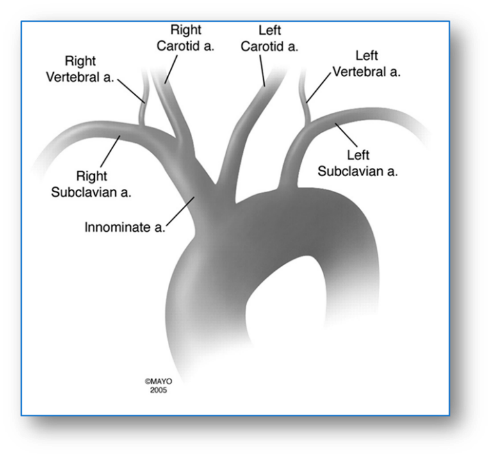 Right
Carotid a.
Left
Carotid a.
Right
Vertebral a.
Left
Vertebral a.
Right
Subclavian a.
Left
Subclavian a.
Innominate a.
©MAYO
2005